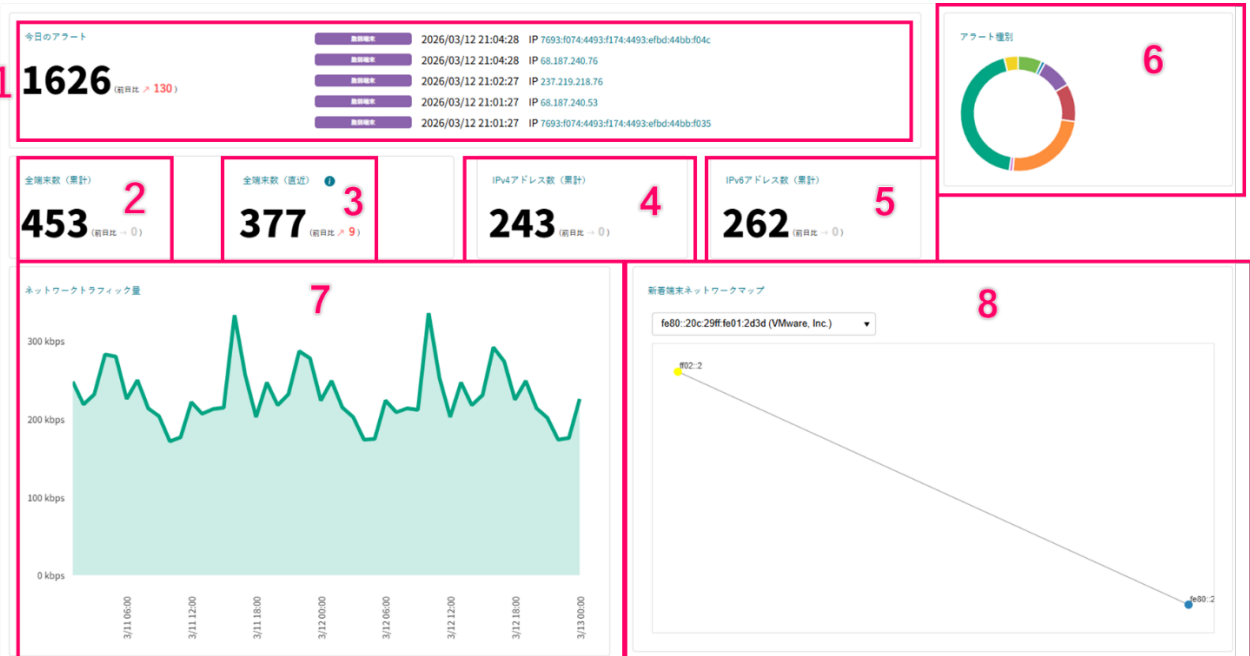 今日のアラート
1
1626 (前日比 ↗ 130)
2026/03/12 21:04:28 IP 7693:f074:4493:f174:4493:efbd:44bb:f04c
2026/03/12 21:04:28 IP 68.187.240.76
2026/03/12 21:02:27 IP 237.219.218.76
2026/03/12 21:01:27 IP 68.187.240.53
2026/03/12 21:01:27 IP 7693:f074:4493:f174:4493:efbd:44bb:f035
アラート種別
6
全端末数(累計)
2
453 (前日比 → 0)
全端末数(直近) i
3
377 (前日比 ↗ 9)
IPv4アドレス数(累計)
4
243 (前日比 → 0)
IPv6アドレス数(累計)
5
262 (前日比 → 0)
ネットワークトラフィック量
7
300 kbps
200 kbps
100 kbps
0 kbps
3/11 06:00
3/11 12:00
3/11 18:00
3/12 00:00
3/12 06:00
3/12 12:00
3/12 18:00
3/13 00:00
新着端末ネットワークマップ
8
fe80::20c:29ff:fe01:2d3d (VMware, Inc.)
ff02::2
fe80::2